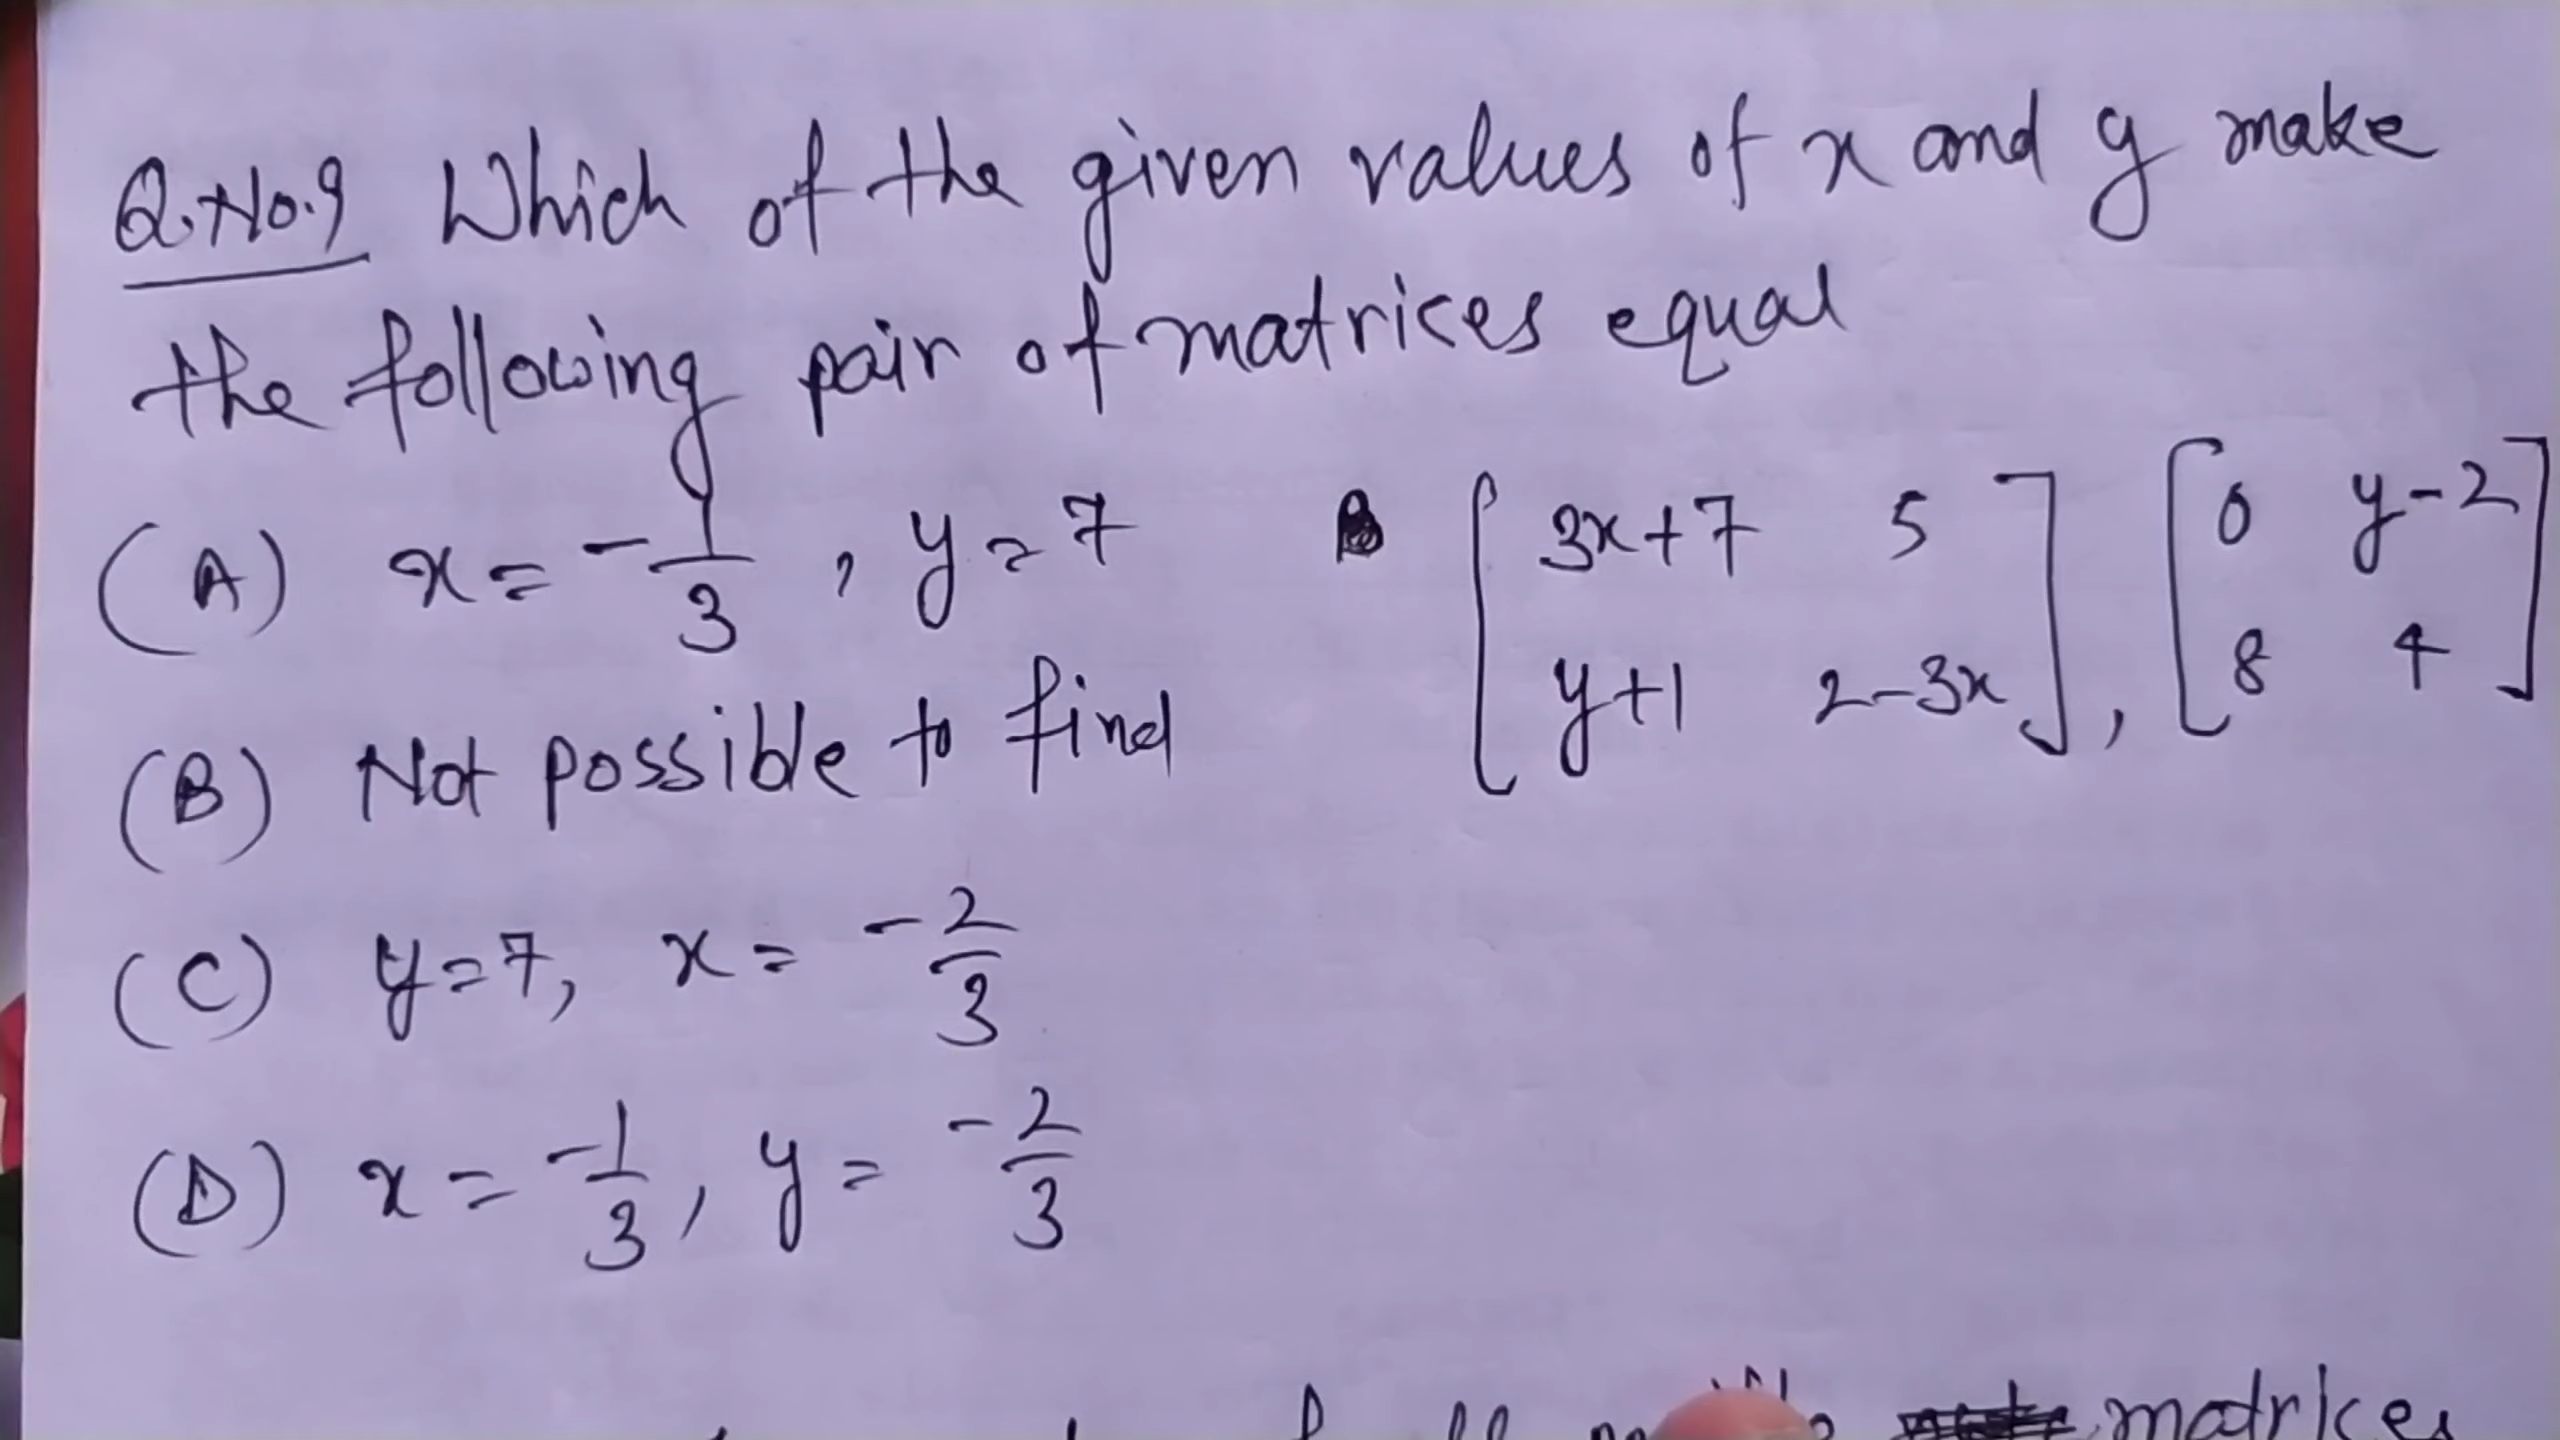 Q.No.9 Which of the given values of x and y make
the following pair of matrices equal
(A) x = -1/3 , y = 7
[3x+7 5
y+1 2-3x], [0 y-2
8 4]
(B) Not possible to find
(C) y = 7, x = -2/3
(D) x = -1/3, y = -2/3
matrices